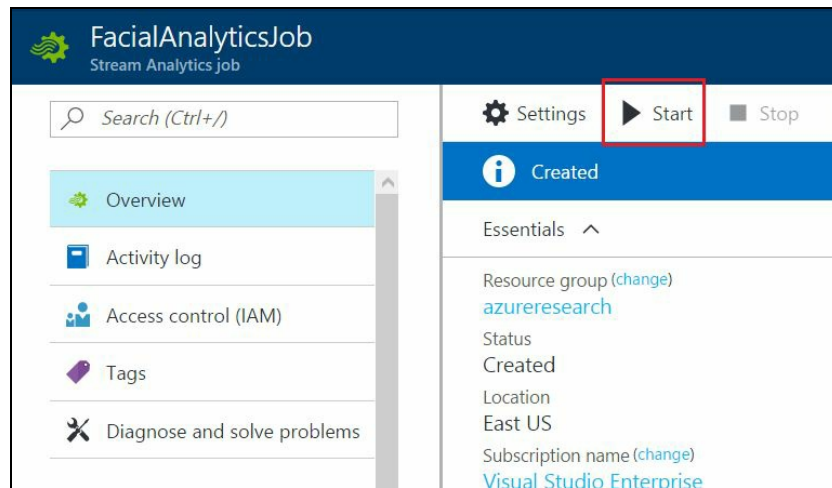 FacialAnalyticsJob
Stream Analytics job
Search (Ctrl+/)
Overview
Activity log
Access control (IAM)
Tags
Diagnose and solve problems
Settings Start Stop
Created
Essentials
Resource group (change)
azureresearch
Status
Created
Location
East US
Subscription name (change)
Visual Studio Enterprise